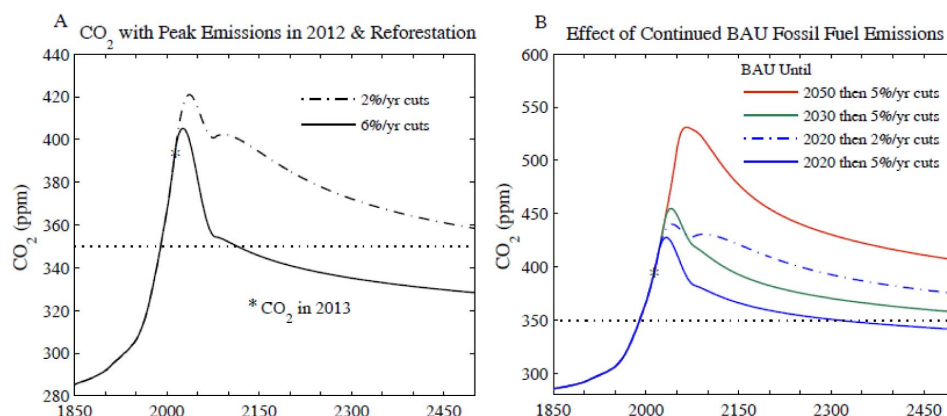 A
CO2 with Peak Emissions in 2012 & Reforestation
CO2 (ppm)
420
400
380
360
340
320
300
280
2%/yr cuts
6%/yr cuts
* CO2 in 2013
1850
2000
2150
2300
2450
B
Effect of Continued BAU Fossil Fuel Emissions
CO2 (ppm)
600
550
500
450
400
350
300
BAU Until
2050 then 5%/yr cuts
2030 then 5%/yr cuts
2020 then 2%/yr cuts
2020 then 5%/yr cuts
1850
2000
2150
2300
2450